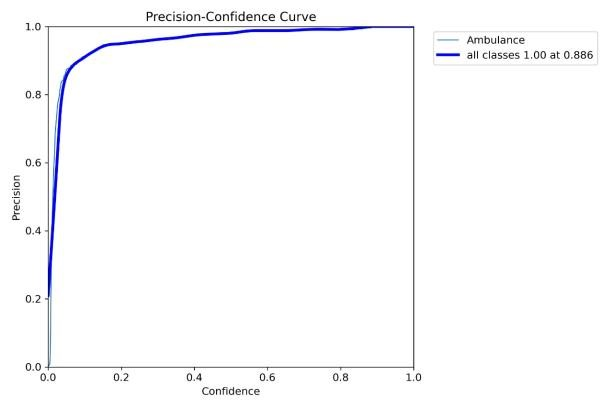 Precision-Confidence Curve
1.0
0.8
0.6
0.4
0.2
0.0
Precision
0.0 0.2 0.4 0.6 0.8 1.0
Confidence
Ambulance
all classes 1.00 at 0.886